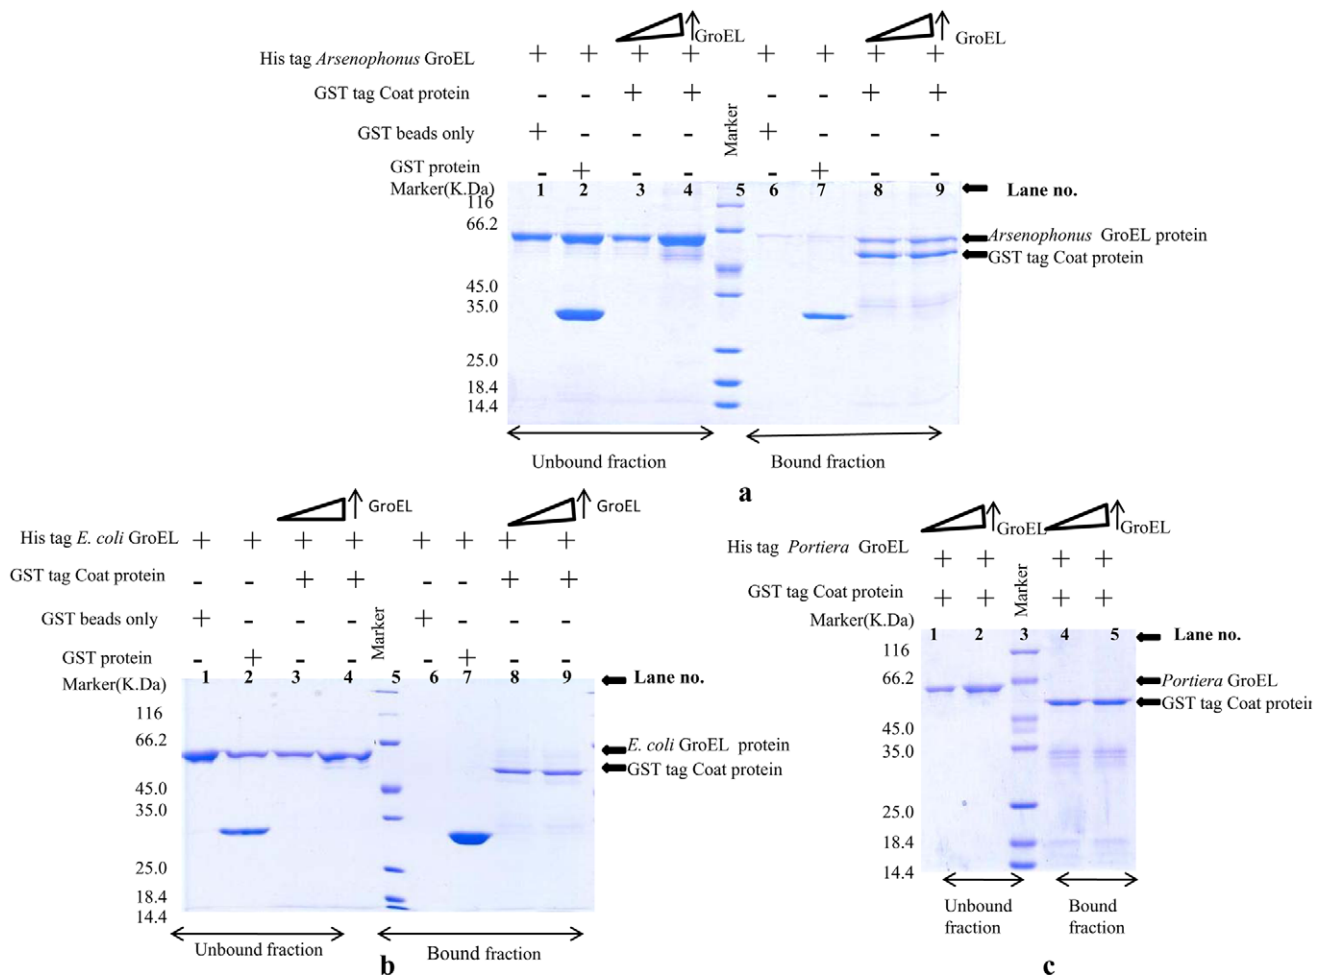 GroEL GroEL
His tag Arsenophonus GroEL + + + + + + + +
GST tag Coat protein - - + + - - + +
GST beads only + - - - Marker + - - -
GST protein - + - - - + - -
Marker(K.Da) 1 2 3 4 5 6 7 8 9 Lane no.
116
66.2
Arsenophonus GroEL protein
GST tag Coat protein
45.0
35.0
25.0
18.4
14.4
Unbound fraction Bound fraction
a
GroEL GroEL
His tag E. coli GroEL + + + + + + + +
GST tag Coat protein - - + + - - + +
GST beads only + - - - Marker + - - -
GST protein - + - - - + - -
Marker(K.Da) 1 2 3 4 5 6 7 8 9 Lane no.
116
66.2
E. coli GroEL protein
GST tag Coat protein
45.0
35.0
25.0
18.4
14.4
Unbound fraction Bound fraction
b
GroEL GroEL
His tag Portiera GroEL + + + +
GST tag Coat protein + + Marker + +
Marker(K.Da)
1 2 3 4 5 Lane no.
116
66.2
Portiera GroEL
GST tag Coat protein
45.0
35.0
25.0
18.4
14.4
Unbound Bound
fraction fraction
c